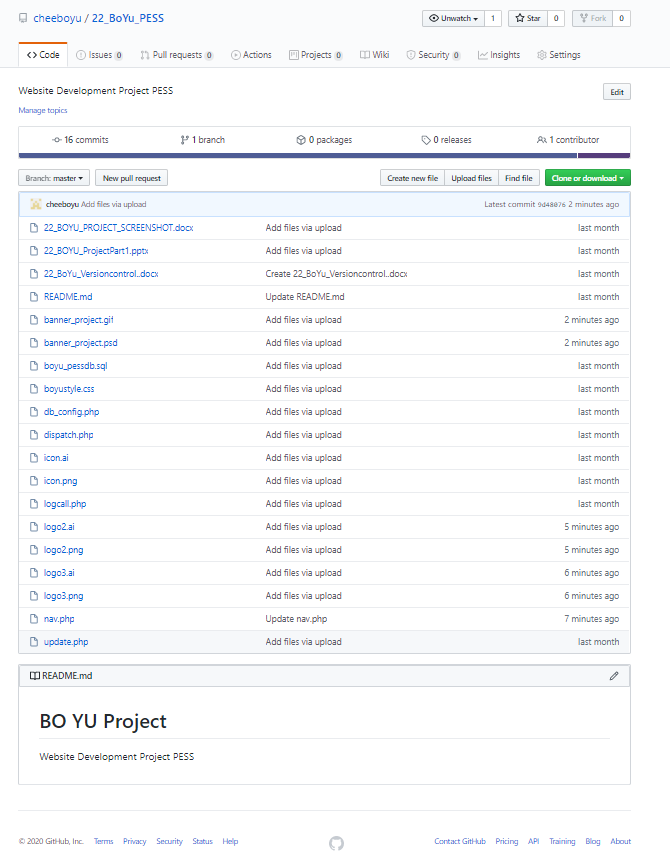 cheeboyu / 22_BoYu_PESS
Unwatch 1 Star 0 Fork 0
Code Issues 0 Pull requests 0 Actions Projects 0 Wiki Security 0 Insights Settings
Website Development Project PESS Edit
Manage topics
16 commits 1 branch 0 packages 0 releases 1 contributor
Branch: master New pull request Create new file Upload files Find file Clone or download
cheeboyu Add files via upload Latest commit 9d48076 2 minutes ago
22_BOYU_PROJECT_SCREENSHOT.docx Add files via upload last month
22_BOYU_ProjectPart1.pptx Add files via upload last month
22_BoYu_Versioncontrol..docx Create 22_BoYu_Versioncontrol..docx last month
README.md Update README.md last month
banner_project.gif Add files via upload 2 minutes ago
banner_project.psd Add files via upload 2 minutes ago
boyu_pessdb.sql Add files via upload last month
boyustyle.css Add files via upload last month
db_config.php Add files via upload last month
dispatch.php Add files via upload last month
icon.ai Add files via upload last month
icon.png Add files via upload last month
logcall.php Add files via upload last month
logo2.ai Add files via upload 5 minutes ago
logo2.png Add files via upload 5 minutes ago
logo3.ai Add files via upload 6 minutes ago
logo3.png Add files via upload 6 minutes ago
nav.php Update nav.php 7 minutes ago
update.php Add files via upload last month
README.md
BO YU Project
Website Development Project PESS
© 2020 GitHub, Inc. Terms Privacy Security Status Help Contact GitHub Pricing API Training Blog About